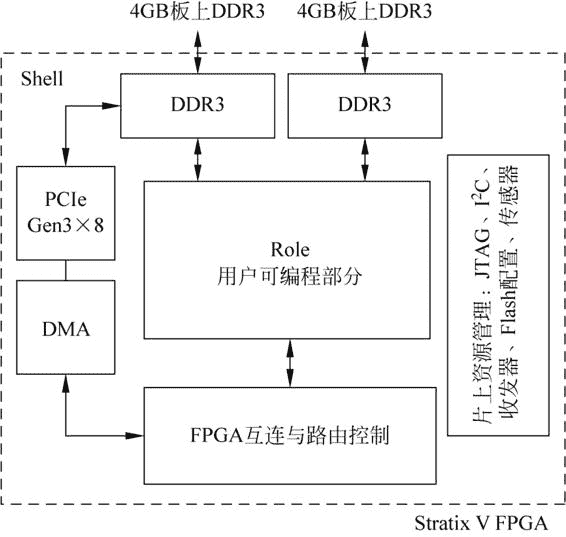 4GB板上DDR3 4GB板上DDR3
Shell
DDR3 DDR3
PCIe
Gen3×8
Role
用户可编程部分
DMA
FPGA互连与路由控制
片上资源管理：JTAG、I²C、
收发器、Flash配置、传感器
Stratix V FPGA